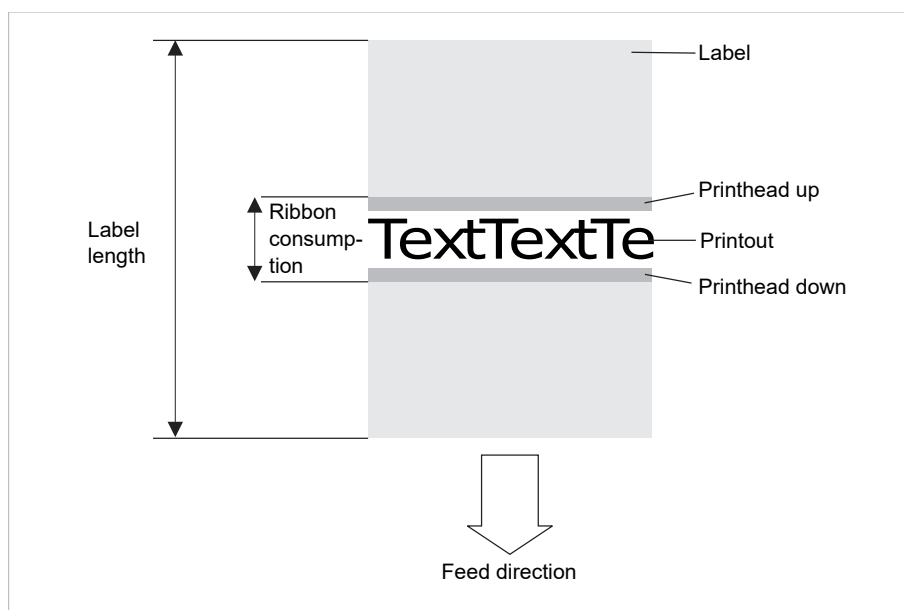 Label
Printhead up
Ribbon
consump-
tion
Label
length
TextTextTe
Printout
Printhead down
Feed direction